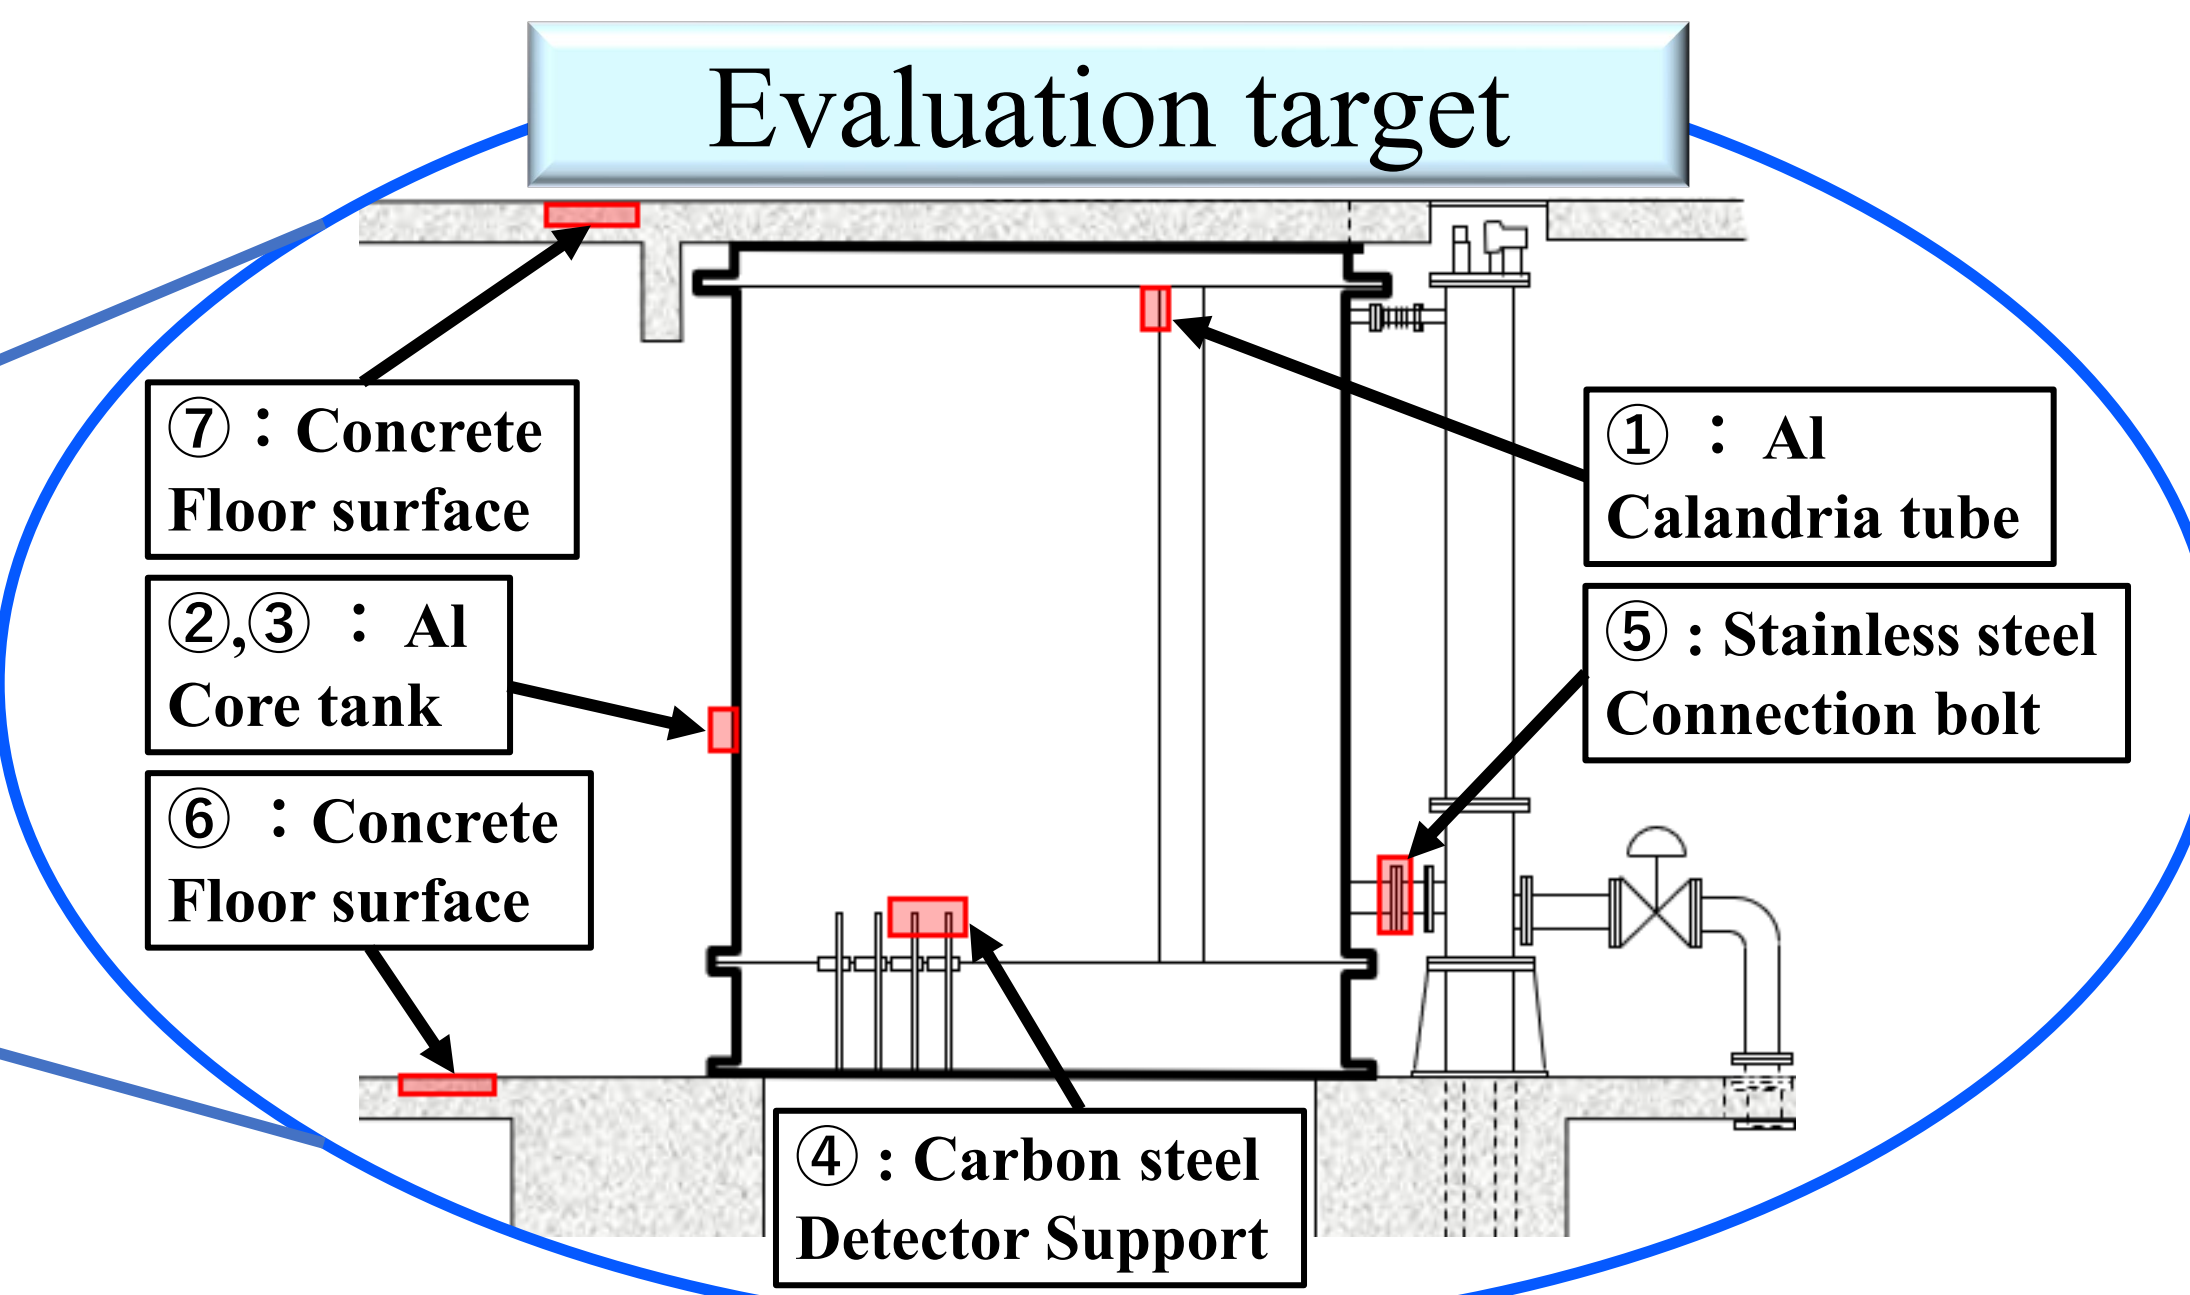 Evaluation target
⑦：Concrete
Floor surface
②,③ ： Al
Core tank
⑥ ：Concrete
Floor surface
① ： Al
Calandria tube
⑤ : Stainless steel
Connection bolt
④ : Carbon steel
Detector Support